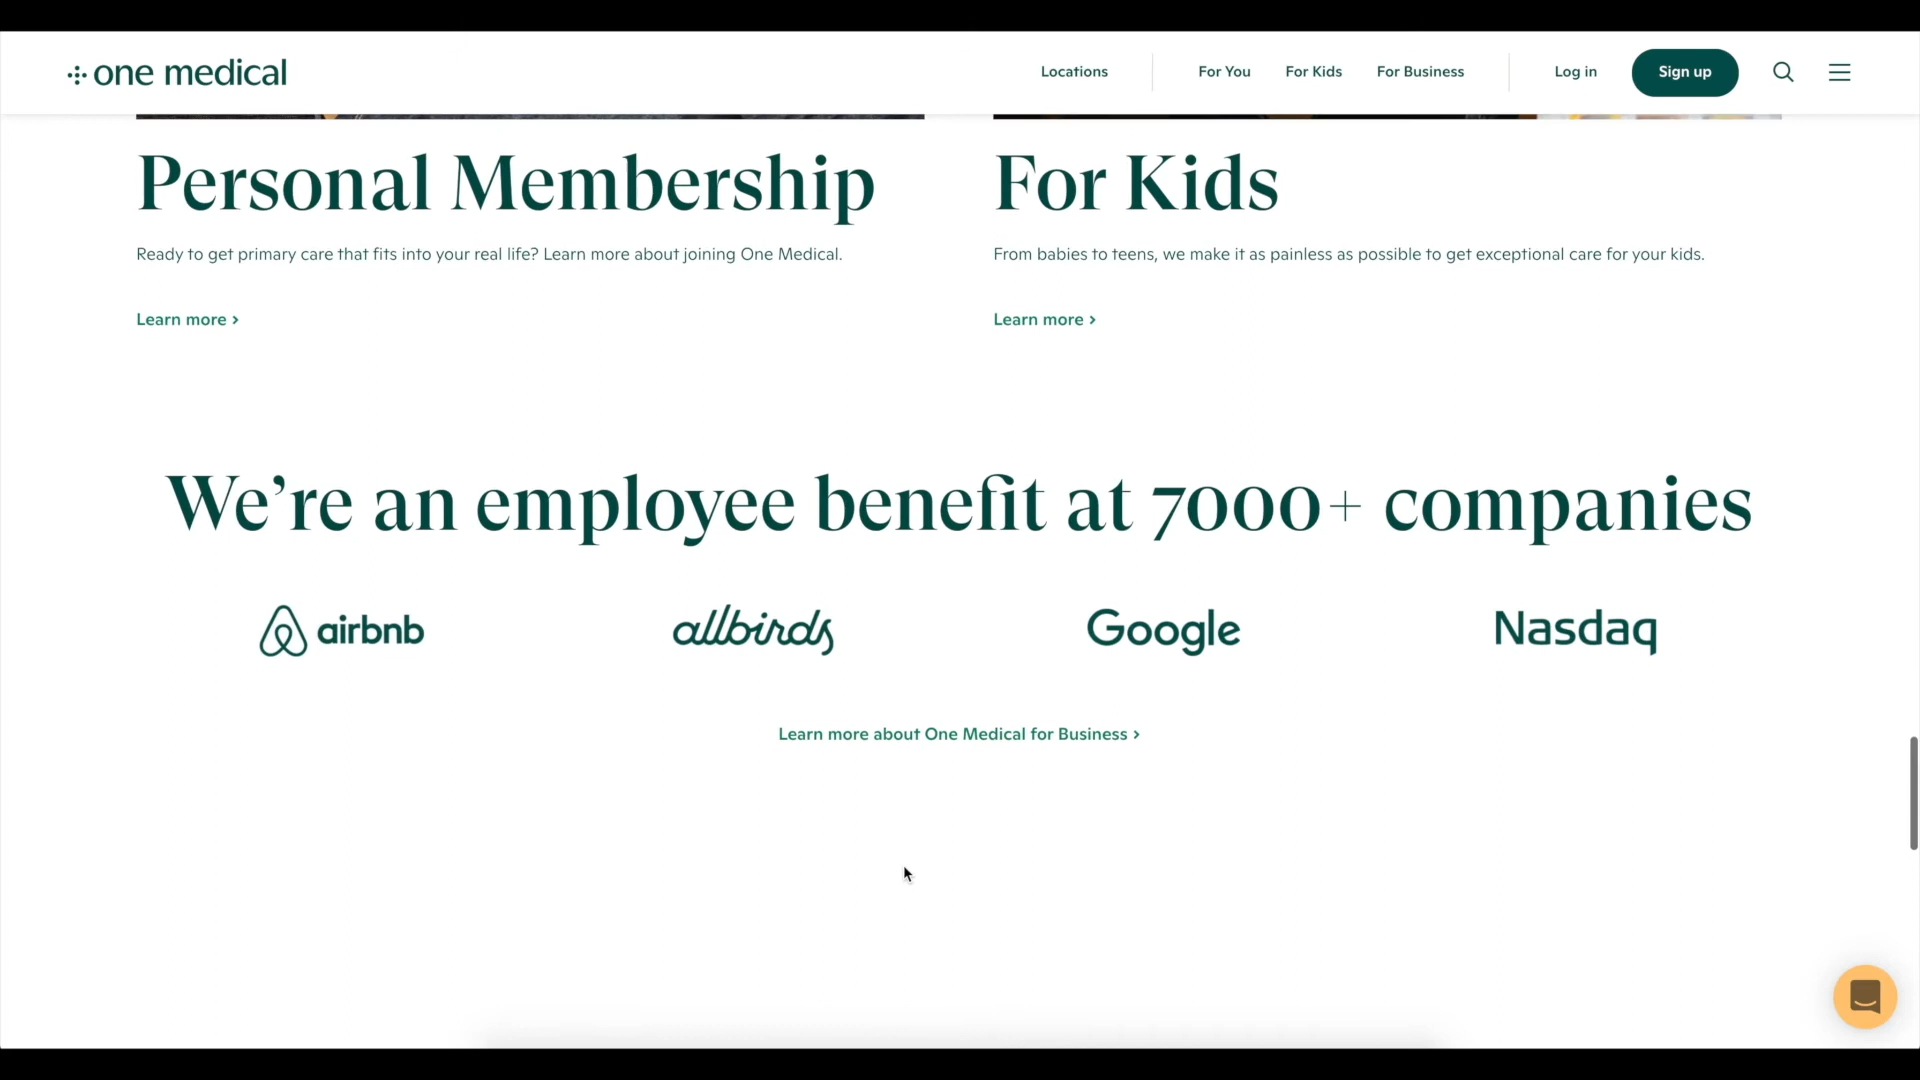 one medical
Locations
For You
For Kids
For Business
Log in
Sign up
Personal Membership
Ready to get primary care that fits into your real life? Learn more about joining One Medical.
Learn more >
For Kids
From babies to teens, we make it as painless as possible to get exceptional care for your kids.
Learn more >
We’re an employee benefit at 7000+ companies
airbnb
allbirds
Google
Nasdaq
Learn more about One Medical for Business >